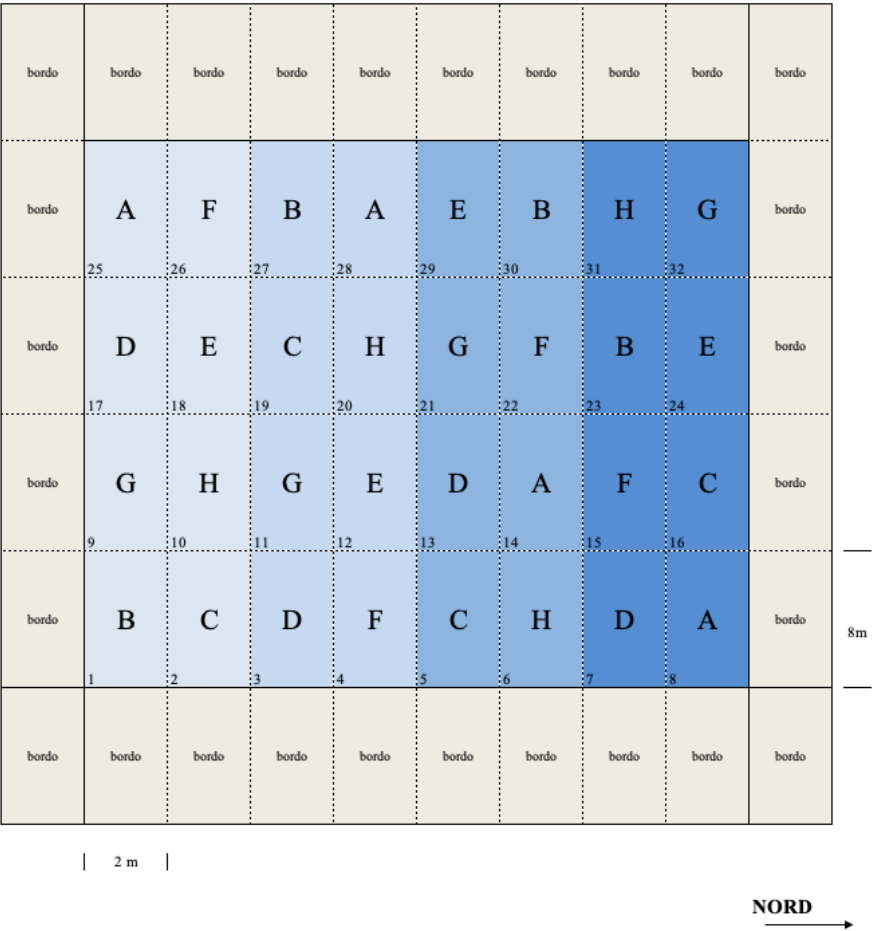 bordo bordo bordo bordo bordo bordo bordo bordo bordo bordo
bordo A F B A E B H G bordo
25 26 27 28 29 30 31 32
bordo D E C H G F B E bordo
17 18 19 20 21 22 23 24
bordo G H G E D A F C bordo
9 10 11 12 13 14 15 16
bordo B C D F C H D A bordo
8m
1 2 3 4 5 6 7 8
bordo bordo bordo bordo bordo bordo bordo bordo bordo bordo
2 m
NORD